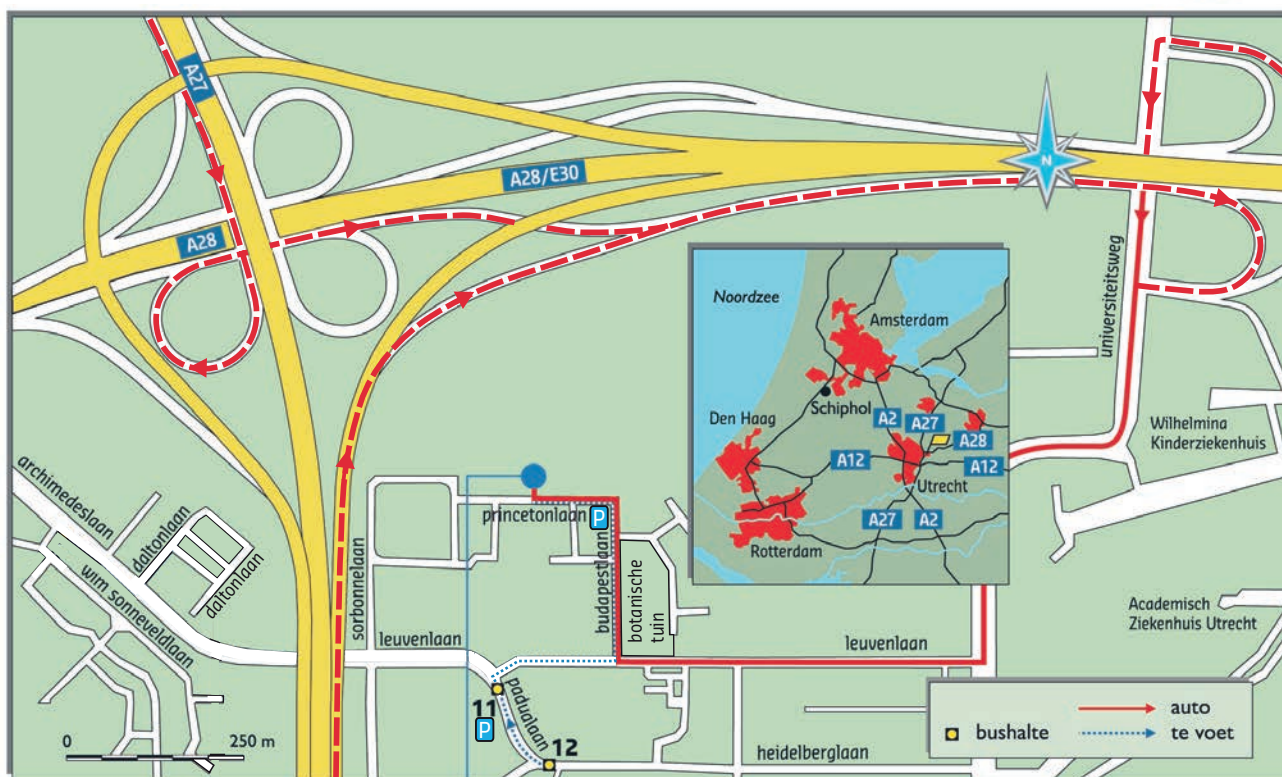 A27
A28/E30
A28
N
universiteitsweg
Noordzee
Amsterdam
Schiphol
Den Haag
A2
A27
A28
A12
A12
Utrecht
A27
A2
Rotterdam
Wilhelmina
Kinderziekenhuis
archimedeslaan
daltonlaan
daltonlaan
wim sonneveldlaan
sorbonnelaan
princetonlaan
P
budapestlaan
botanische
tuin
leuvenlaan
leuvenlaan
Academisch
Ziekenhuis Utrecht
padualaan
11
P
12
heidelberglaan
0 250 m
auto
bushalte
te voet